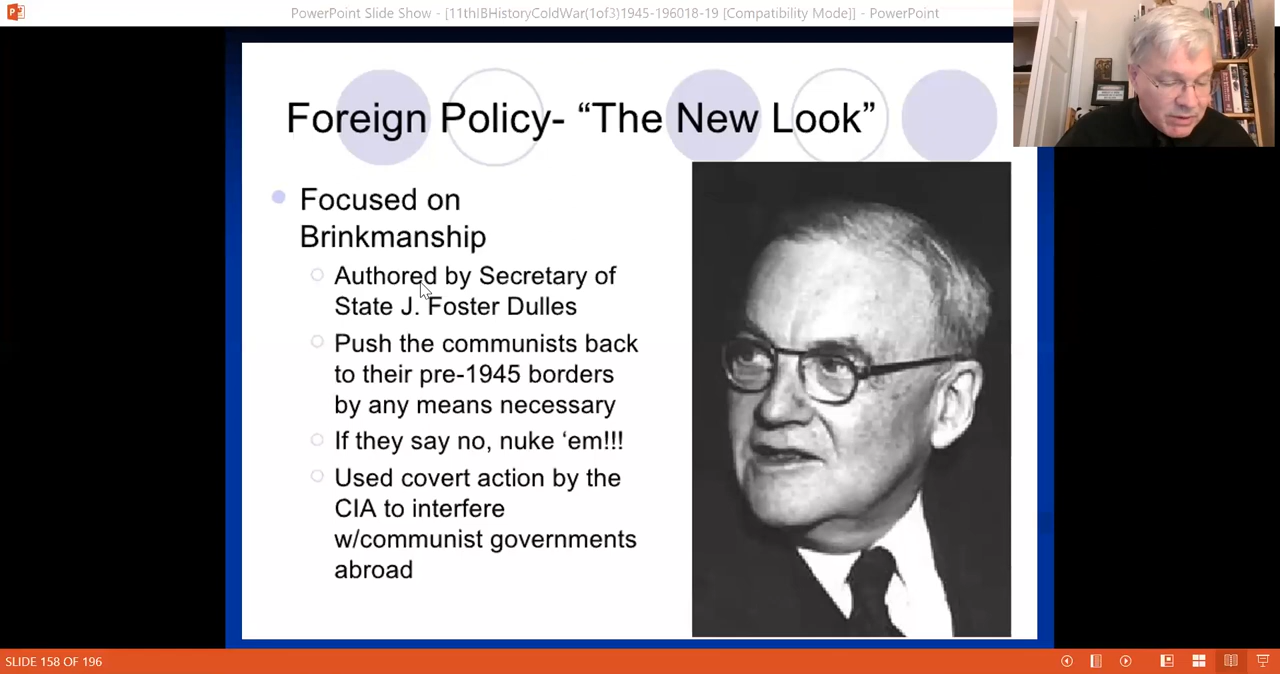 PowerPoint Slide Show - [11thIBHistoryColdWar(1of3)1945-196018-19 [Compatibility Mode]] - PowerPoint
Foreign Policy- “The New Look”
Focused on
Brinkmanship
Authored by Secretary of
State J. Foster Dulles
Push the communists back
to their pre-1945 borders
by any means necessary
If they say no, nuke ‘em!!!
Used covert action by the
CIA to interfere
w/communist governments
abroad
SLIDE 158 OF 196